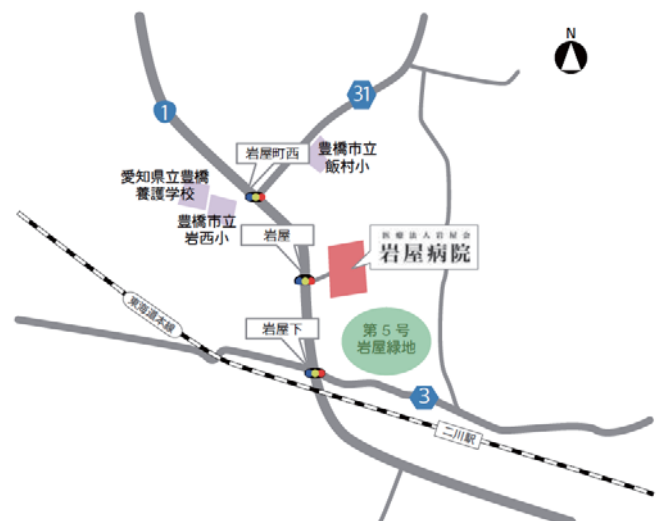 N
1
31
岩屋町西
豊橋市立
飯村小
愛知県立豊橋
養護学校
豊橋市立
岩西小
岩屋
医療法人岩屋会
岩屋病院
東海道本線
岩屋下
第5号
岩屋緑地
3
二川駅